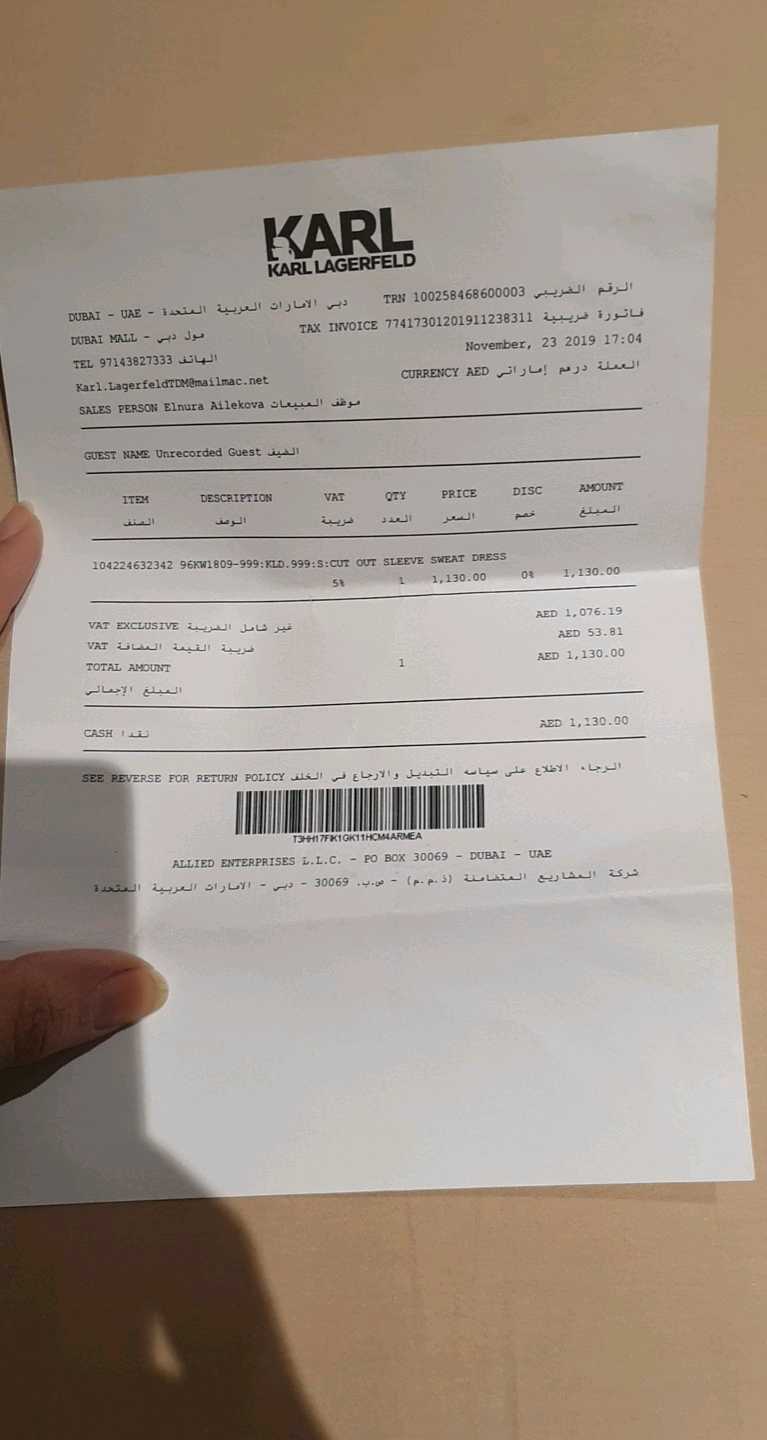 KARL
KARL LAGERFELD
DUBAI - UAE - دبي الامارات العربية المتحدة
TRN 100258468600003 الرقم الضريبي
DUBAI MALL - مول دبي
TAX INVOICE 77417301201911238311 فاتورة ضريبية
TEL 97143827333 الهاتف
November, 23 2019 17:04
Karl.LagerfeldTDM@mailmac.net
CURRENCY AED العملة درهم إماراتي
SALES PERSON Elnura Ailekova موظف المبيعات
GUEST NAME Unrecorded Guest الضيف
ITEM DESCRIPTION VAT QTY PRICE DISC AMOUNT
الصنف الوصف ضريبة العدد السعر خصم المبلغ
104224632342 96KW1809-999:KLD.999:S:CUT OUT SLEEVE SWEAT DRESS
5% 1 1,130.00 0% 1,130.00
VAT EXCLUSIVE غير شامل الضريبة AED 1,076.19
VAT ضريبة القيمة المضافة AED 53.81
TOTAL AMOUNT 1 AED 1,130.00
المبلغ الإجمالي
CASH نقدا AED 1,130.00
SEE REVERSE FOR RETURN POLICY الرجاء الاطلاع على سياسه التبديل والارجاع في الخلف
T3HH17FIK1GK11HCM4ARMEA
ALLIED ENTERPRISES L.L.C. - PO BOX 30069 - DUBAI - UAE
شركة المشاريع المتضامنة (ذ.م.م) - ص.ب. 30069 - دبي - الامارات العربية المتحدة